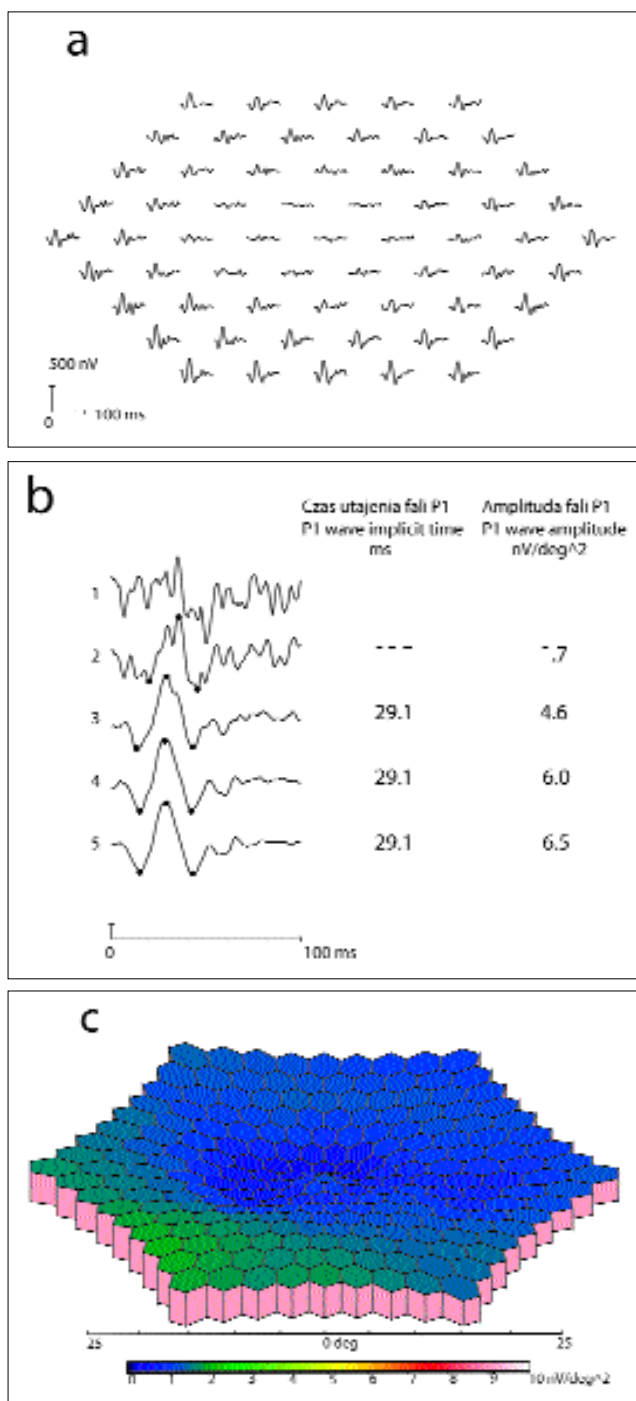 a
500 nV
0
100 ms
b
Czas utajenia fali P1 Amplituda fali P1
P1 wave implicit time P1 wave amplitude
ms nV/deg^2
1
2 - - - - .7
3 29.1 4.6
4 29.1 6.0
5 29.1 6.5
0 100 ms
c
25 0 deg 25
0 1 2 3 4 5 6 7 8 9 10 nV/deg^2